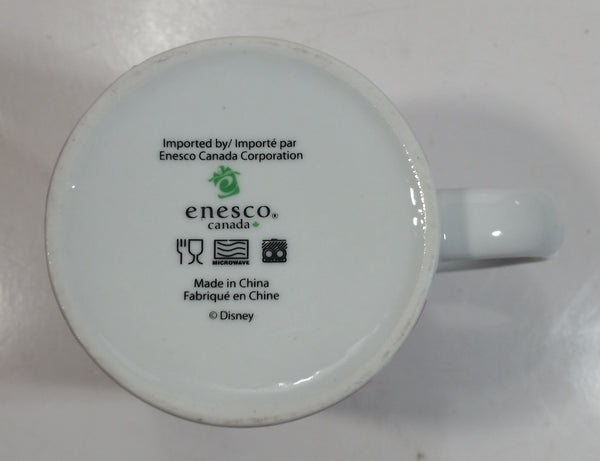 Imported by/ Importé par
Enesco Canada Corporation
enesco®
canada
MICROWAVE
Made in China
Fabriqué en Chine
© Disney